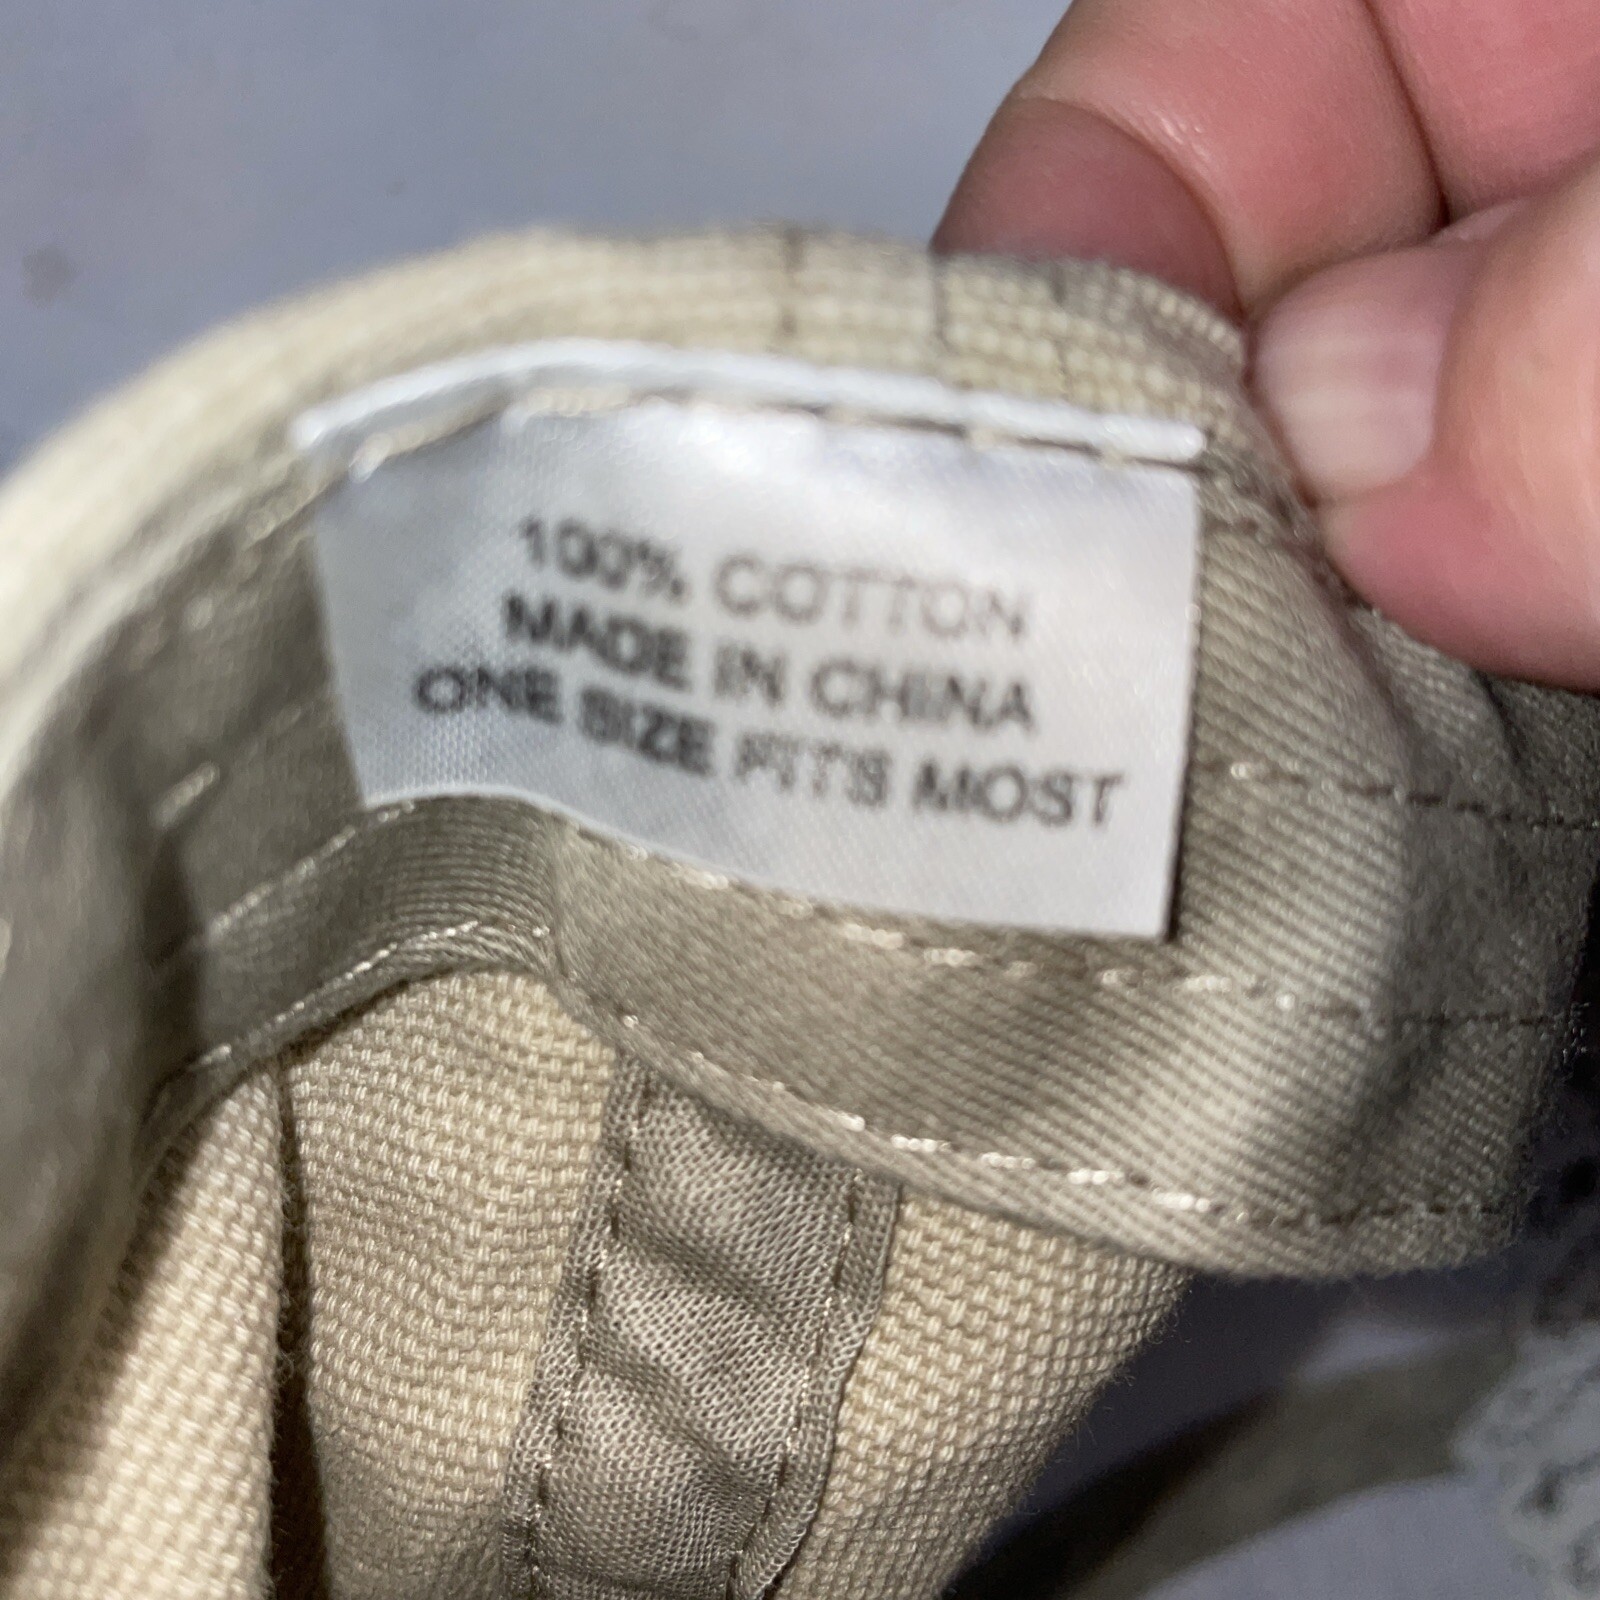 100% COTTON
MADE IN CHINA
ONE SIZE FITS MOST